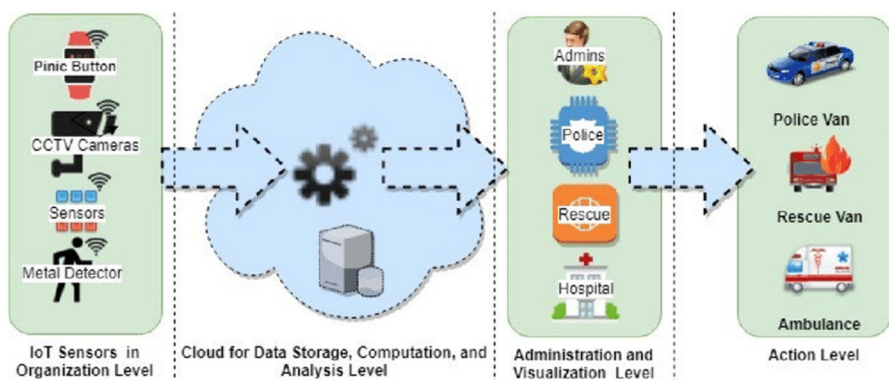 Pinic Button
CCTV Cameras
Sensors
Metal Detector
IoT Sensors in
Organization Level
Cloud for Data Storage, Computation, and
Analysis Level
Admins
Police
Rescue
Hospital
Administration and
Visualization Level
Police Van
Rescue Van
Ambulance
Action Level